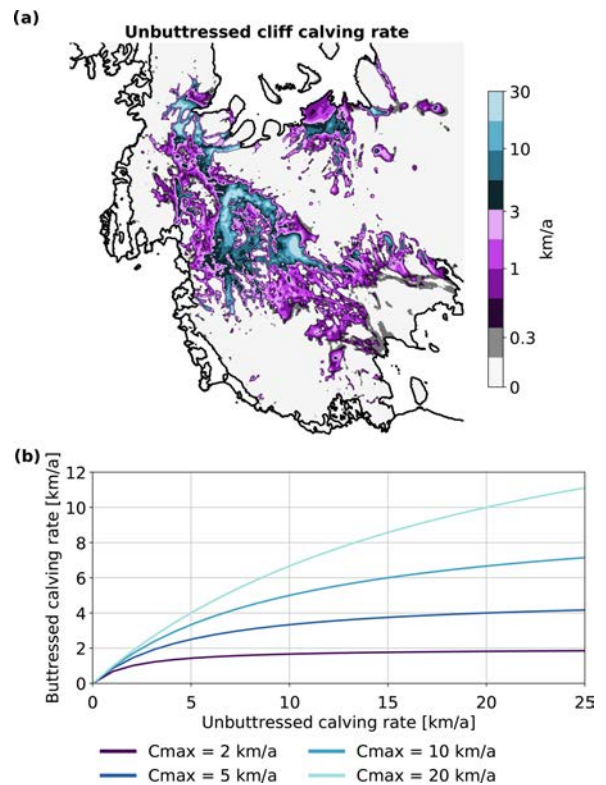 (a)
Unbuttressed cliff calving rate
30
10
3
1
0.3
0
km/a
(b)
Buttressed calving rate [km/a]
12
10
8
6
4
2
0
0 5 10 15 20 25
Unbuttressed calving rate [km/a]
Cmax = 2 km/a Cmax = 10 km/a
Cmax = 5 km/a Cmax = 20 km/a